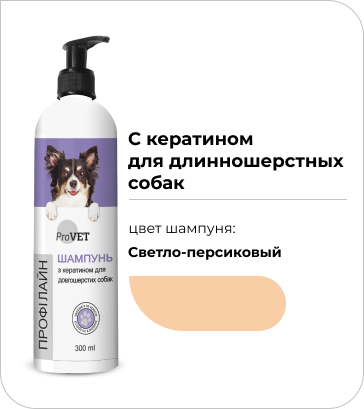 С кератином
для длинношерстных
собак
цвет шампуня:
Светло-персиковый
ProVET
ПРОФІЛАЙН
ШАМПУНЬ
з кератином для
довгошерстих собак
300 ml